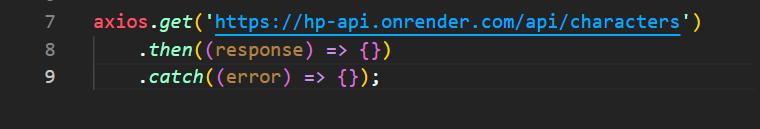 7 axios.get('https://hp-api.onrender.com/api/characters')
8 .then((response) => {})
9 .catch((error) => {});